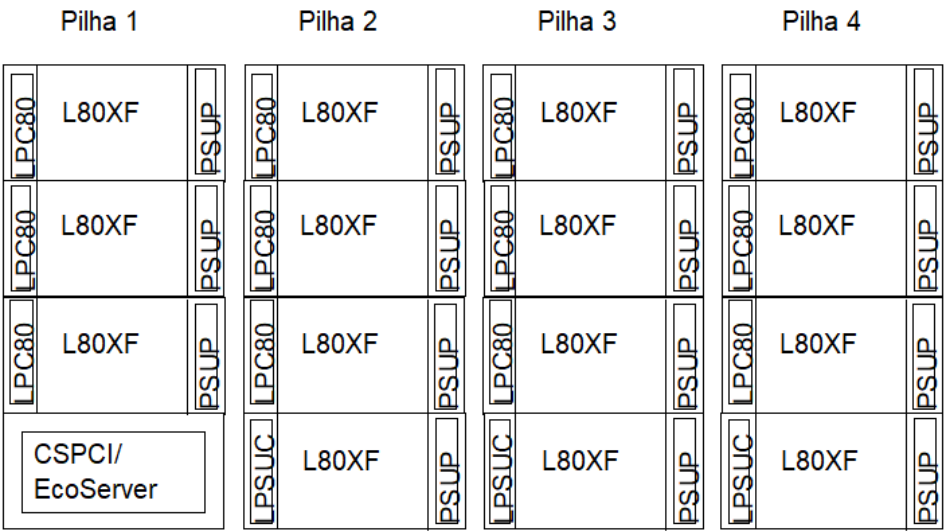 Pilha 1 Pilha 2 Pilha 3 Pilha 4
LPC80 L80XF PSUP LPC80 L80XF PSUP LPC80 L80XF PSUP LPC80 L80XF PSUP
LPC80 L80XF PSUP LPC80 L80XF PSUP LPC80 L80XF PSUP LPC80 L80XF PSUP
LPC80 L80XF PSUP LPC80 L80XF PSUP LPC80 L80XF PSUP LPC80 L80XF PSUP
CSPCI/
EcoServer
LPSUC L80XF PSUP LPSUC L80XF PSUP LPSUC L80XF PSUP